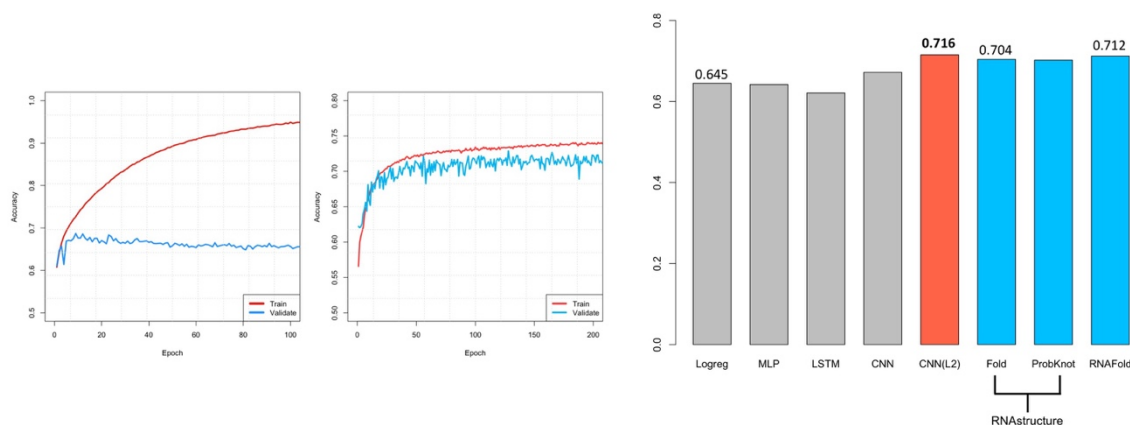 Accuracy
1.0
0.9
0.8
0.7
0.6
0.5
0 20 40 60 80 100
Epoch
Train
Validate
Accuracy
0.80
0.75
0.70
0.65
0.60
0.55
0.50
0 50 100 150 200
Epoch
Train
Validate
0.8
0.6
0.4
0.2
0.0
0.645 0.716 0.704 0.712
Logreg MLP LSTM CNN CNN(L2) Fold ProbKnot RNAFold
RNAstructure